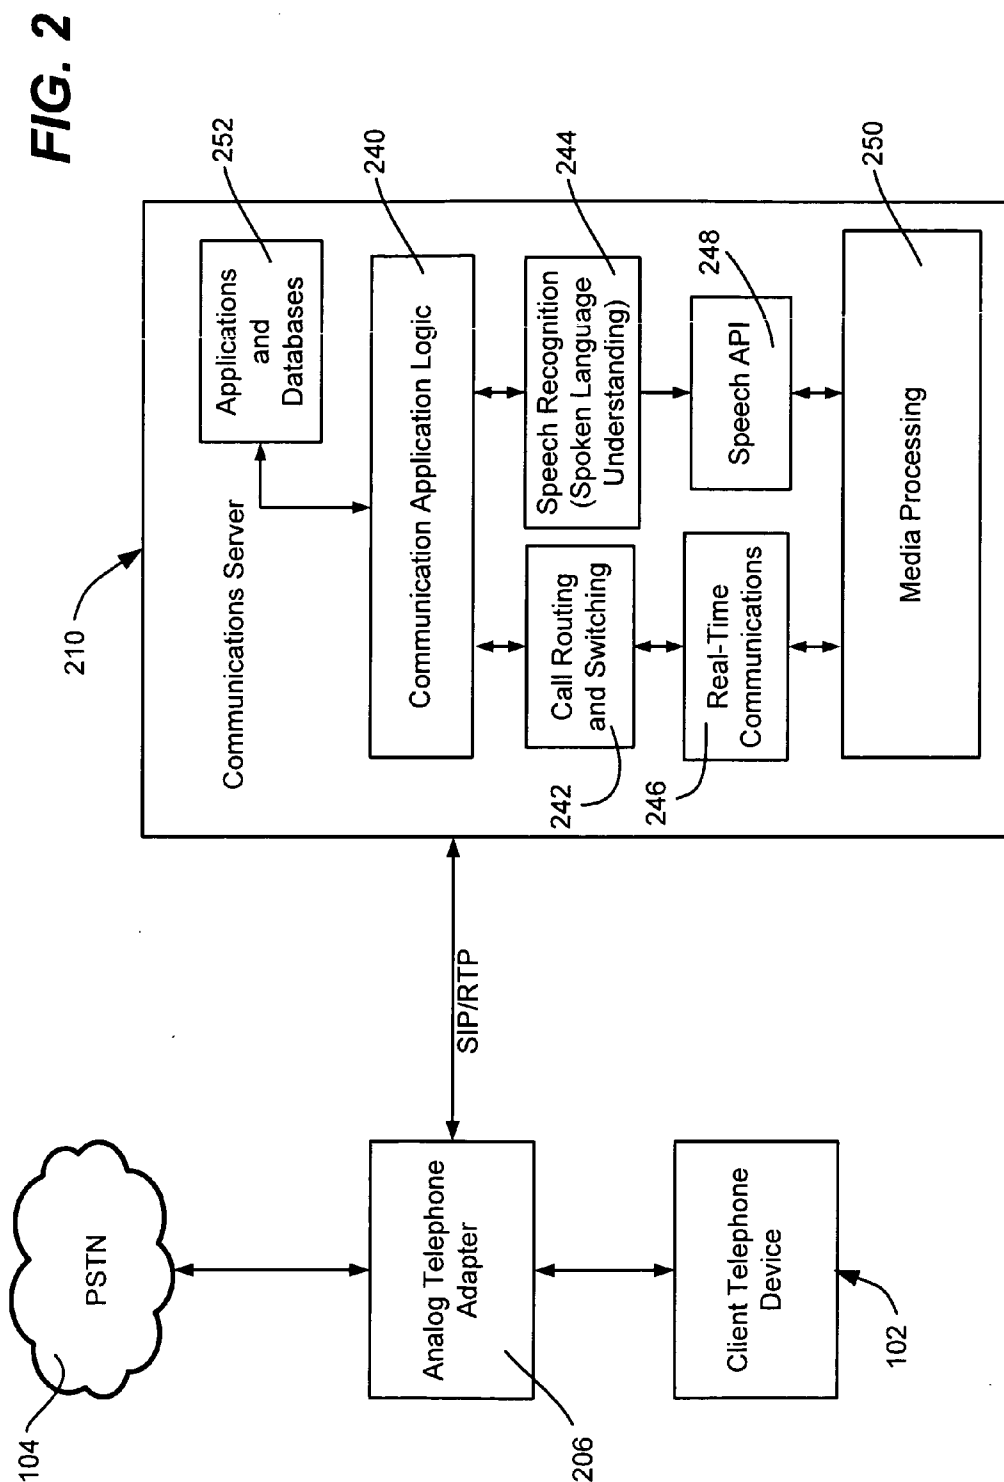 FIG. 2
104
PSTN
Analog Telephone
Adapter
206
Client Telephone
Device
102
SIP/RTP
210
Communications Server
Applications
and
Databases
252
Communication Application Logic
240
Call Routing
and Switching
242
Speech Recognition
(Spoken Language
Understanding)
244
Real-Time
Communications
246
Speech API
248
Media Processing
250